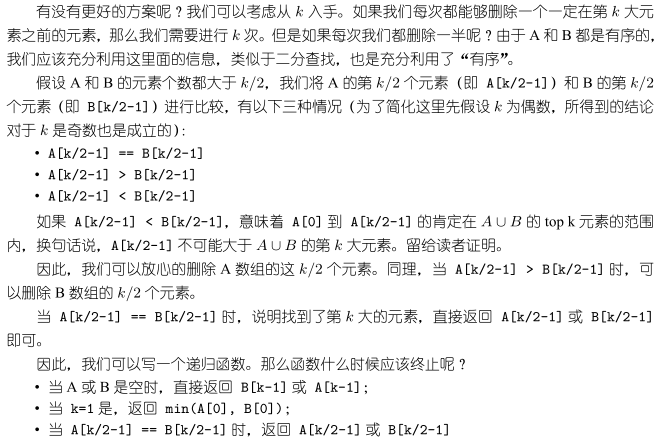 有没有更好的方案呢？我们可以考虑从 k 入手。如果我们每次都能够删除一个一定在第 k 大元
素之前的元素，那么我们需要进行 k 次。但是如果每次我们都删除一半呢？由于 A 和 B 都是有序的，
我们应该充分利用这里面的信息，类似于二分查找，也是充分利用了“有序”。
假设 A 和 B 的元素个数都大于 k/2，我们将 A 的第 k/2 个元素（即 A[k/2-1]）和 B 的第 k/2
个元素（即 B[k/2-1]）进行比较，有以下三种情况（为了简化这里先假设 k 为偶数，所得到的结论
对于 k 是奇数也是成立的）：
• A[k/2-1] == B[k/2-1]
• A[k/2-1] > B[k/2-1]
• A[k/2-1] < B[k/2-1]
如果 A[k/2-1] < B[k/2-1]，意味着 A[0] 到 A[k/2-1] 的肯定在 A ∪ B 的 top k 元素的范围
内，换句话说，A[k/2-1] 不可能大于 A ∪ B 的第 k 大元素。留给读者证明。
因此，我们可以放心的删除 A 数组的这 k/2 个元素。同理，当 A[k/2-1] > B[k/2-1] 时，可
以删除 B 数组的 k/2 个元素。
当 A[k/2-1] == B[k/2-1] 时，说明找到了第 k 大的元素，直接返回 A[k/2-1] 或 B[k/2-1]
即可。
因此，我们可以写一个递归函数。那么函数什么时候应该终止呢？
• 当 A 或 B 是空时，直接返回 B[k-1] 或 A[k-1]；
• 当 k=1 是，返回 min(A[0], B[0])；
• 当 A[k/2-1] == B[k/2-1] 时，返回 A[k/2-1] 或 B[k/2-1]